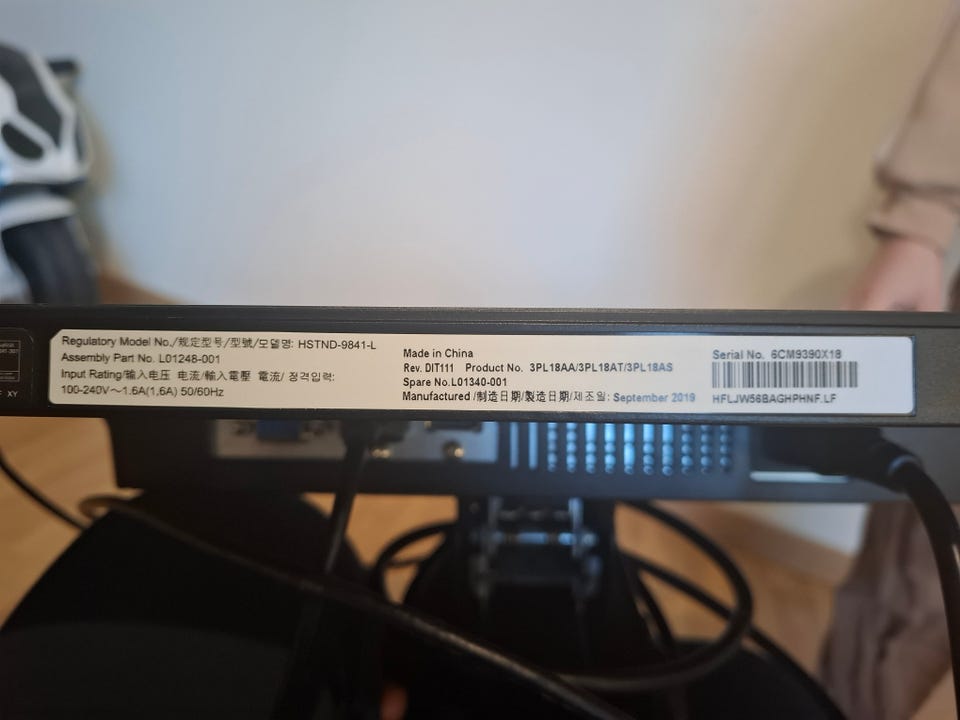 Regulatory Model No./规定型号/型號/모델명: HSTND-9841-L
Assembly Part No. L01248-001
Input Rating/输入电压 电流/輸入電壓 電流/ 정격입력:
100-240V～1.6A(1,6A) 50/60Hz
Made in China
Rev. DIT111 Product No. 3PL18AA/3PL18AT/3PL18AS
Spare No.L01340-001
Manufactured /制造日期/製造日期/제조일: September 2019
Serial No. 6CM9390X18
HFLJW56BAGHPHNF.LF
XY